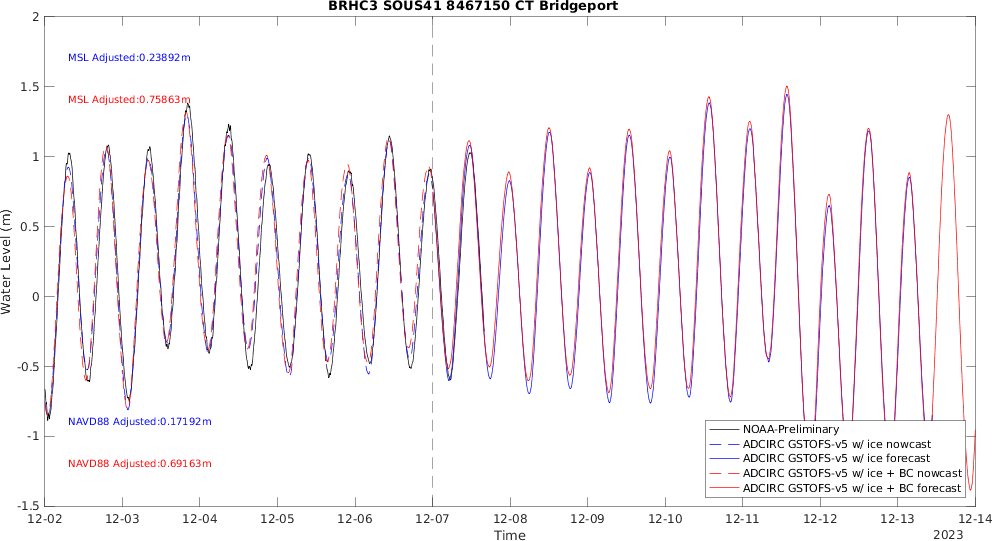 BRHC3 SOUS41 8467150 CT Bridgeport
2
MSL Adjusted:0.23892m
1.5
MSL Adjusted:0.75863m
1
0.5
Water Level (m)
0
-0.5
NAVD88 Adjusted:0.17192m
-1
NAVD88 Adjusted:0.69163m
-1.5
NOAA-Preliminary
ADCIRC GSTOFS-v5 w/ ice nowcast
ADCIRC GSTOFS-v5 w/ ice forecast
ADCIRC GSTOFS-v5 w/ ice + BC nowcast
ADCIRC GSTOFS-v5 w/ ice + BC forecast
12-02 12-03 12-04 12-05 12-06 12-07 12-08 12-09 12-10 12-11 12-12 12-13 12-14
Time
2023